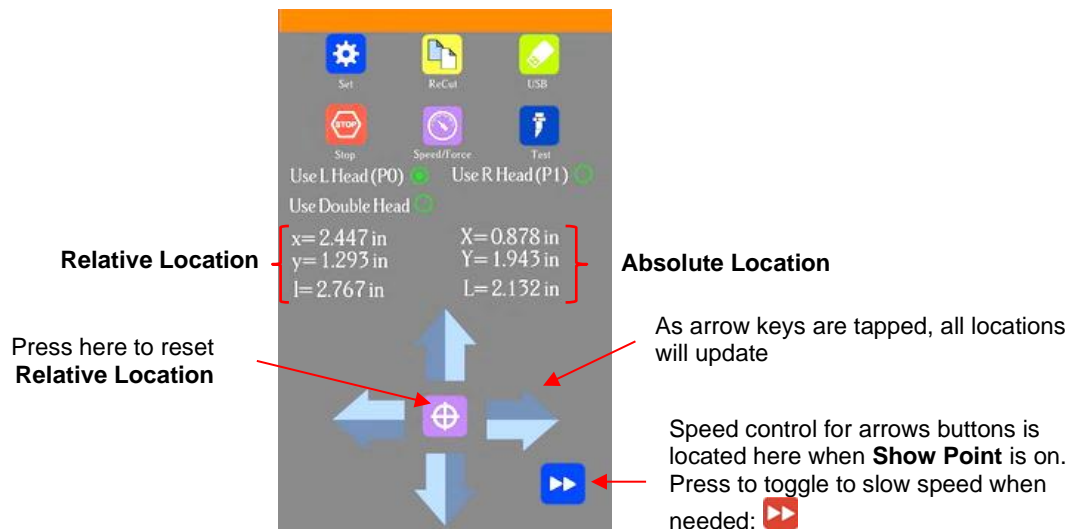 Set ReCut USB
STOP
Stop Speed/Force Test
Use L Head (P0) Use R Head (P1)
Use Double Head
Relative Location
x= 2.447 in
y= 1.293 in
l= 2.767 in
X= 0.878 in
Y= 1.943 in
L= 2.132 in
Absolute Location
Press here to reset
Relative Location
As arrow keys are tapped, all locations
will update
Speed control for arrows buttons is
located here when Show Point is on.
Press to toggle to slow speed when
needed: